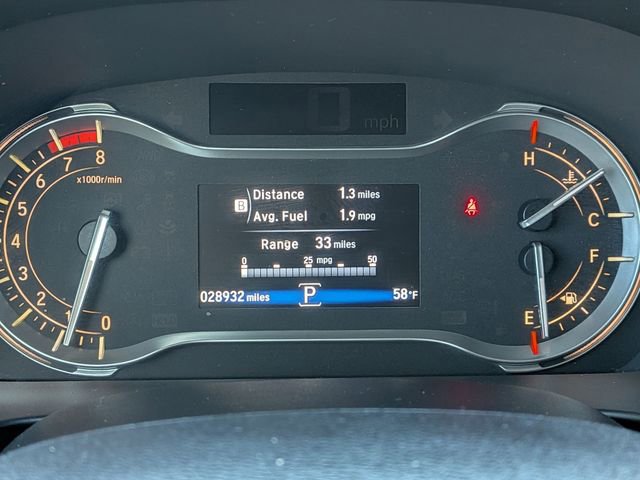 0 mph
8
7
6
5
4
3
2
1
0
x1000r/min
B Distance 1.3 miles
Avg. Fuel 1.9 mpg
Range 33 miles
0 25 mpg 50
028932 miles P 58°F
H
C
F
E